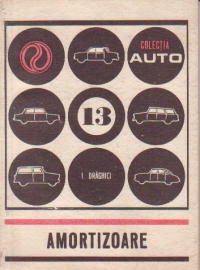 COLECȚIA
AUTO
13
I. DRĂGHICI
AMORTIZOARE